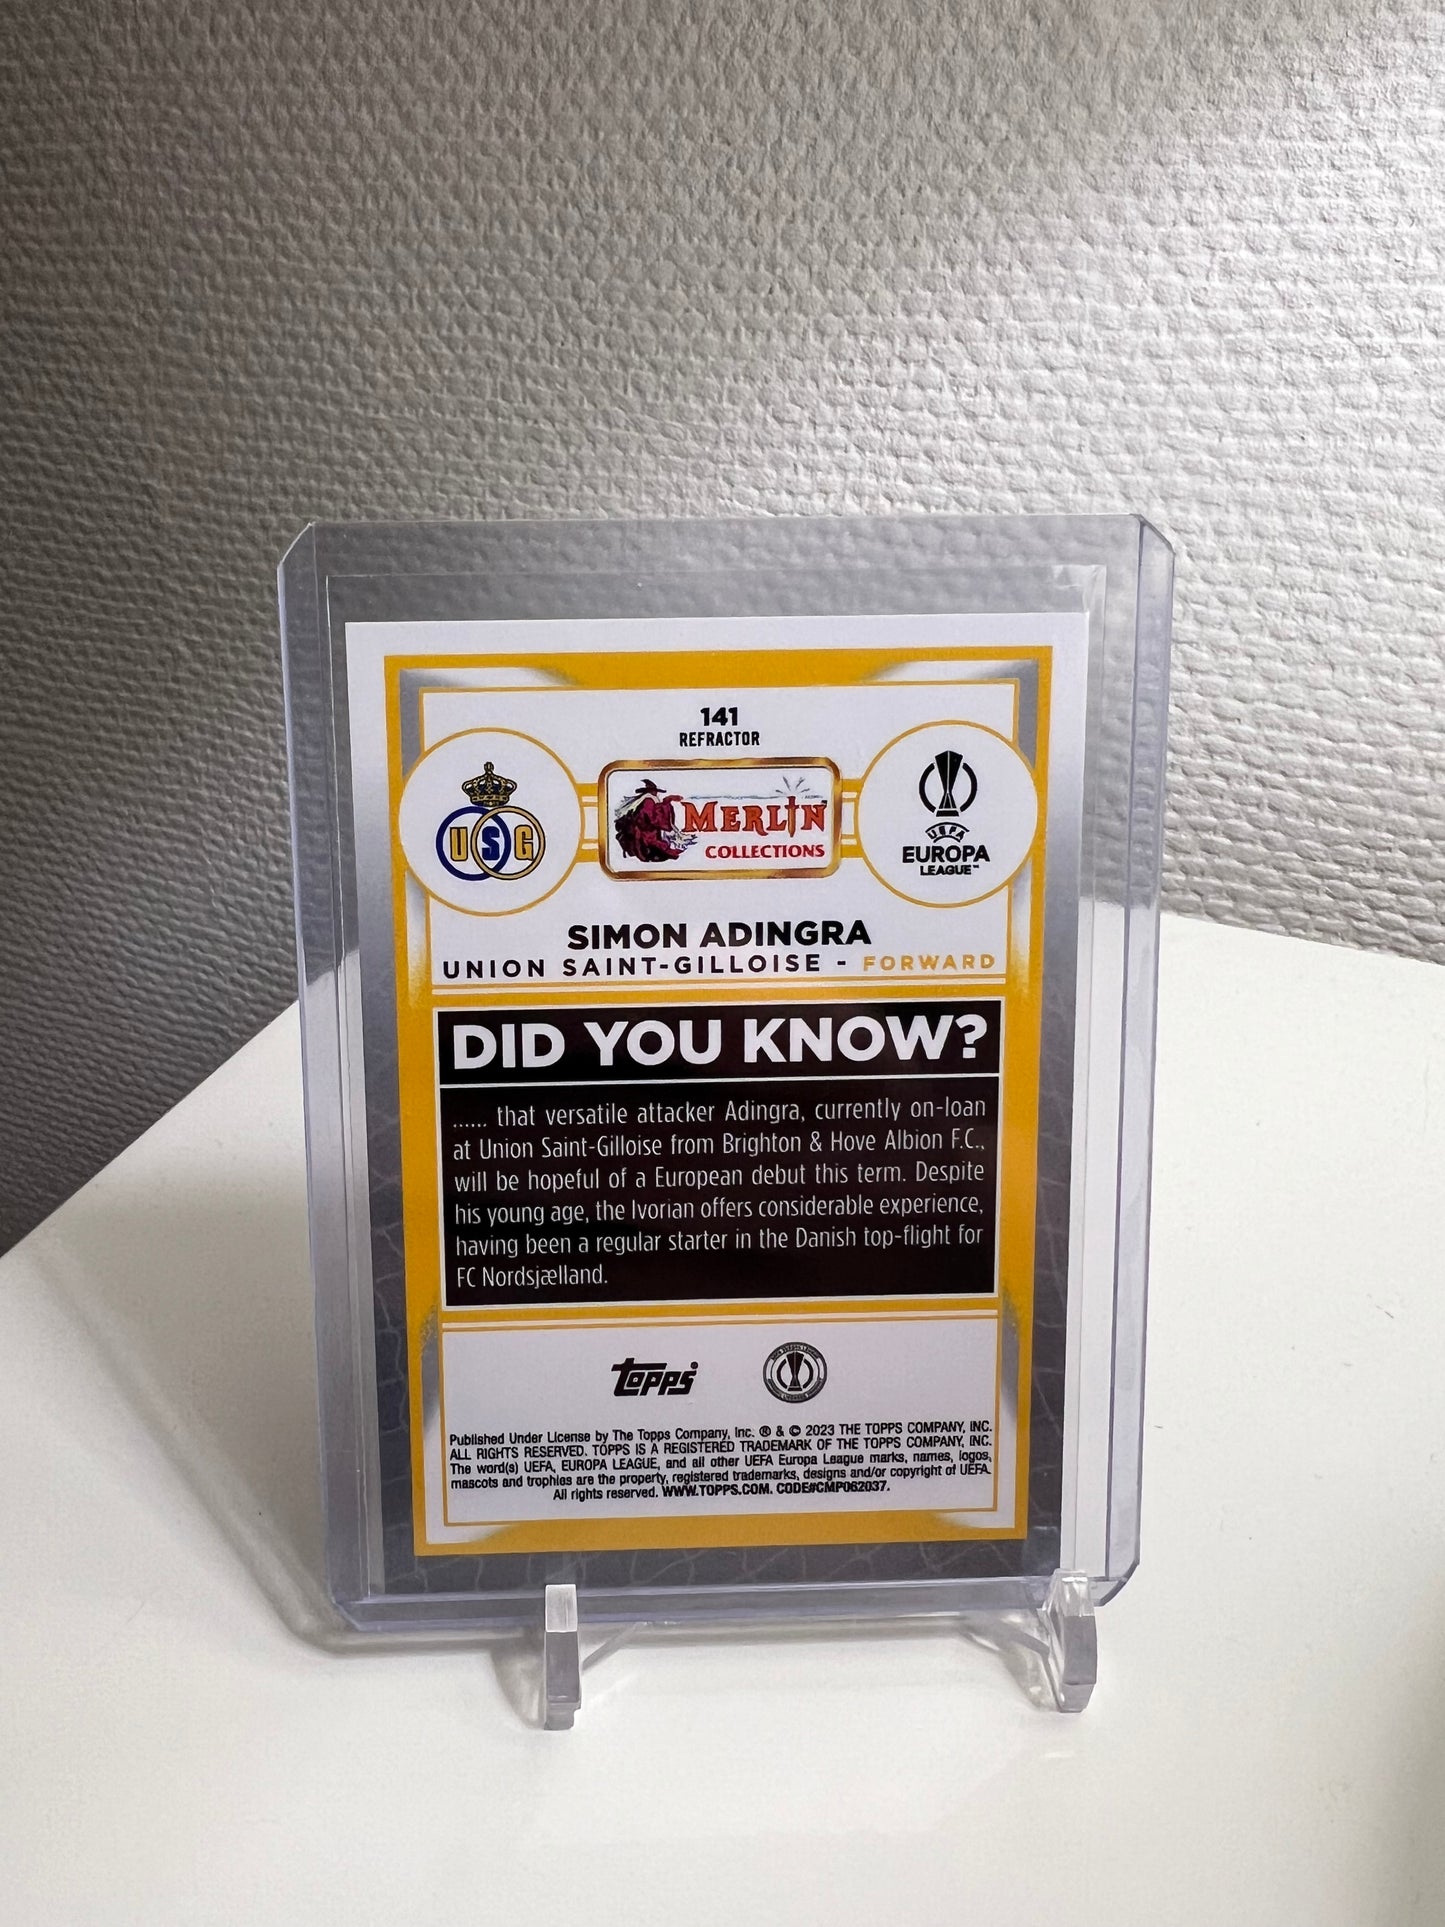 141
REFRACTOR
USG
MERLIN
COLLECTIONS
UEFA
EUROPA
LEAGUE™
SIMON ADINGRA
UNION SAINT-GILLOISE - FORWARD
DID YOU KNOW?
...... that versatile attacker Adingra, currently on-loan
at Union Saint-Gilloise from Brighton & Hove Albion F.C.,
will be hopeful of a European debut this term. Despite
his young age, the Ivorian offers considerable experience,
having been a regular starter in the Danish top-flight for
FC Nordsjælland.
topps®
Published Under License by The Topps Company, Inc. ® & © 2023 THE TOPPS COMPANY, INC.
ALL RIGHTS RESERVED. TOPPS IS A REGISTERED TRADEMARK OF THE TOPPS COMPANY, INC.
The word(s) UEFA, EUROPA LEAGUE, and all other UEFA Europa League marks, names, logos,
mascots and trophies are the property, registered trademarks, designs and/or copyright of UEFA.
All rights reserved. WWW.TOPPS.COM. CODE#CMP062037.